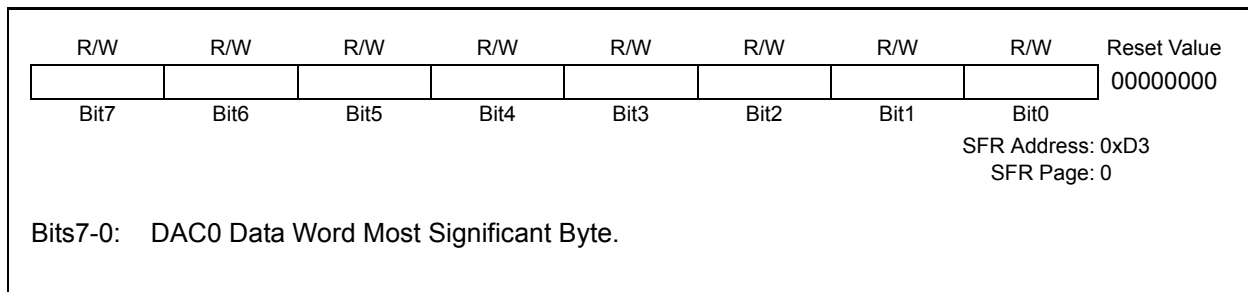 R/W R/W R/W R/W R/W R/W R/W R/W Reset Value
00000000
Bit7 Bit6 Bit5 Bit4 Bit3 Bit2 Bit1 Bit0
SFR Address: 0xD3
SFR Page: 0
Bits7-0: DAC0 Data Word Most Significant Byte.